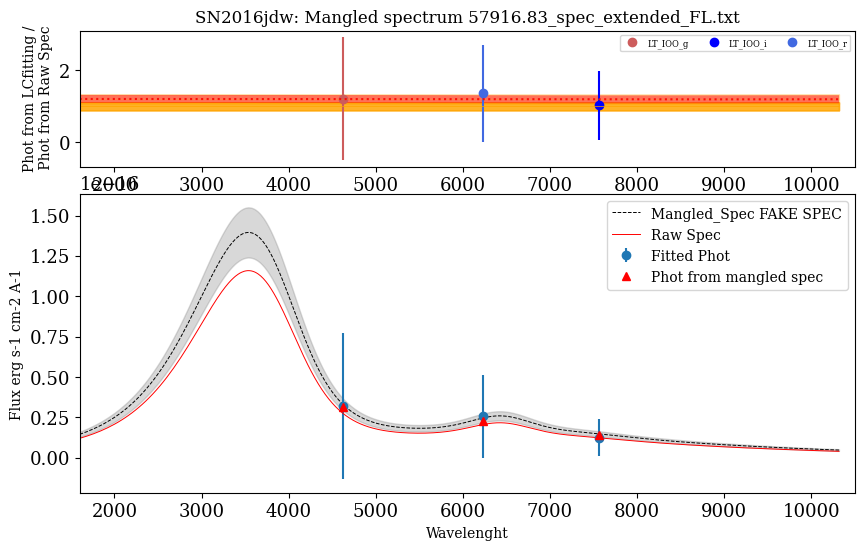 SN2016jdw: Mangled spectrum 57916.83_spec_extended_FL.txt
Phot from LCfitting /
Phot from Raw Spec
2
0
LT_IOO_g
LT_IOO_i
LT_IOO_r
2000 3000 4000 5000 6000 7000 8000 9000 10000
1e−16
Flux erg s-1 cm-2 A-1
1.50
1.25
1.00
0.75
0.50
0.25
0.00
Mangled_Spec FAKE SPEC
Raw Spec
Fitted Phot
Phot from mangled spec
2000 3000 4000 5000 6000 7000 8000 9000 10000
Wavelenght